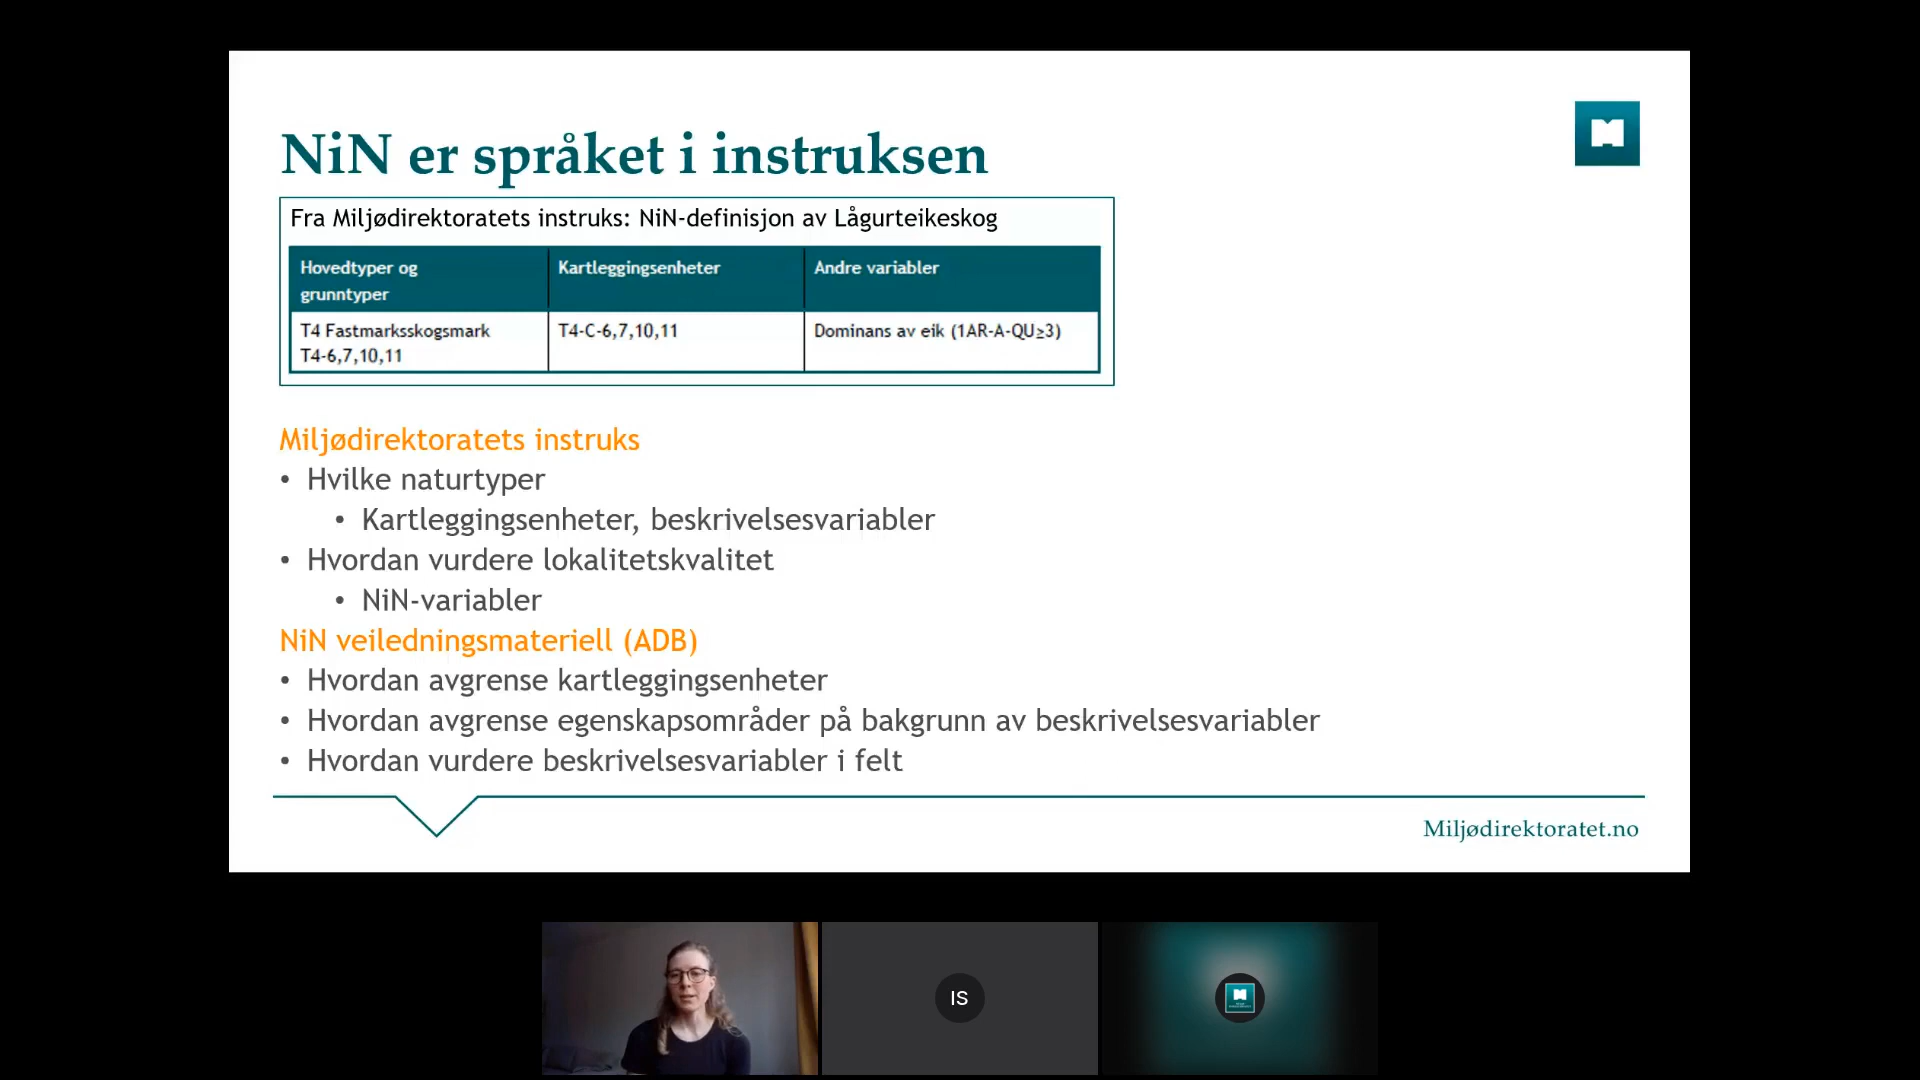 NiN er språket i instruksen
Fra Miljødirektoratets instruks: NiN-definisjon av Lågurteikeskog
Hovedtyper og
grunntyper
Kartleggingsenheter
Andre variabler
T4 Fastmarksskogsmark
T4-6,7,10,11
T4-C-6,7,10,11
Dominans av eik (1AR-A-QU≥3)
Miljødirektoratets instruks
• Hvilke naturtyper
• Kartleggingsenheter, beskrivelsesvariabler
• Hvordan vurdere lokalitetskvalitet
• NiN-variabler
NiN veiledningsmateriell (ADB)
• Hvordan avgrense kartleggingsenheter
• Hvordan avgrense egenskapsområder på bakgrunn av beskrivelsesvariabler
• Hvordan vurdere beskrivelsesvariabler i felt
Miljødirektoratet.no
IS